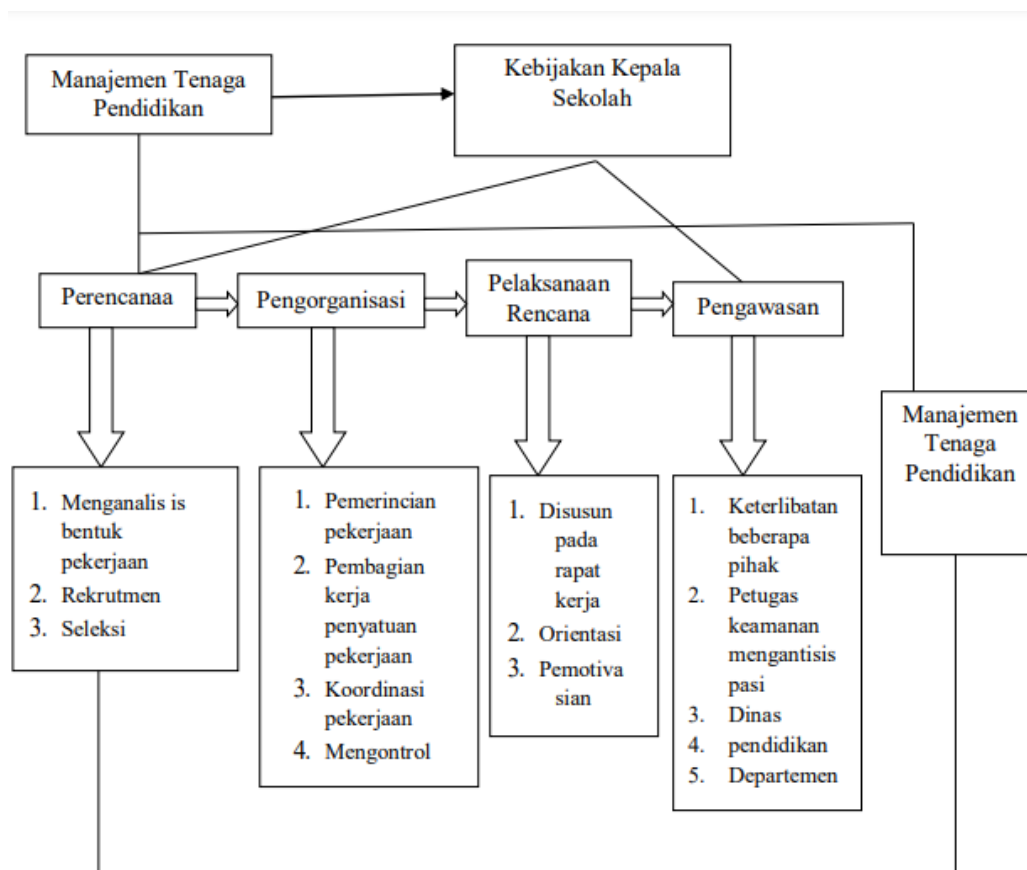 Manajemen Tenaga
Pendidikan
Kebijakan Kepala
Sekolah
Perencanaa
Pengorganisasi
Pelaksanaan
Rencana
Pengawasan
Manajemen
Tenaga
Pendidikan
1. Menganalis is
bentuk
pekerjaan
2. Rekrutmen
3. Seleksi
1. Pemerincian
pekerjaan
2. Pembagian
kerja
penyatuan
pekerjaan
3. Koordinasi
pekerjaan
4. Mengontrol
1. Disusun
pada
rapat
kerja
2. Orientasi
3. Pemotiva
sian
1. Keterlibatan
beberapa
pihak
2. Petugas
keamanan
mengantisis
pasi
3. Dinas
4. pendidikan
5. Departemen